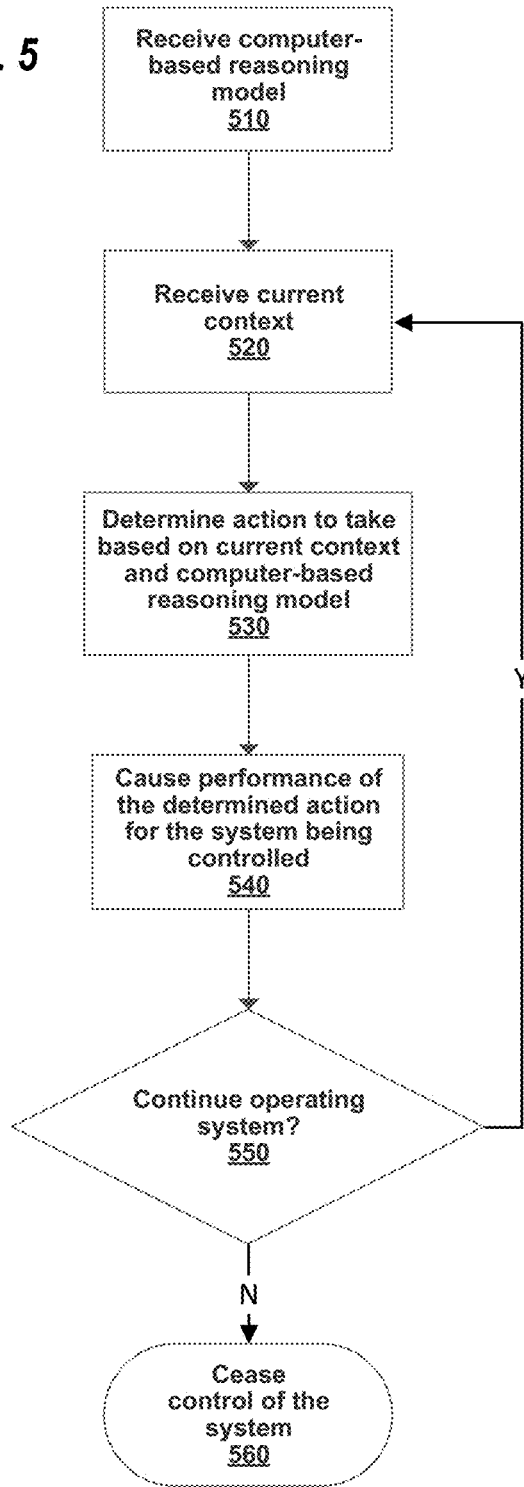 . 5
Receive computer-
based reasoning
model
510
Receive current
context
520
Determine action to take
based on current context
and computer-based
reasoning model
530
Y
Cause performance of
the determined action
for the system being
controlled
540
Continue operating
system?
550
N
Cease
control of the
system
560